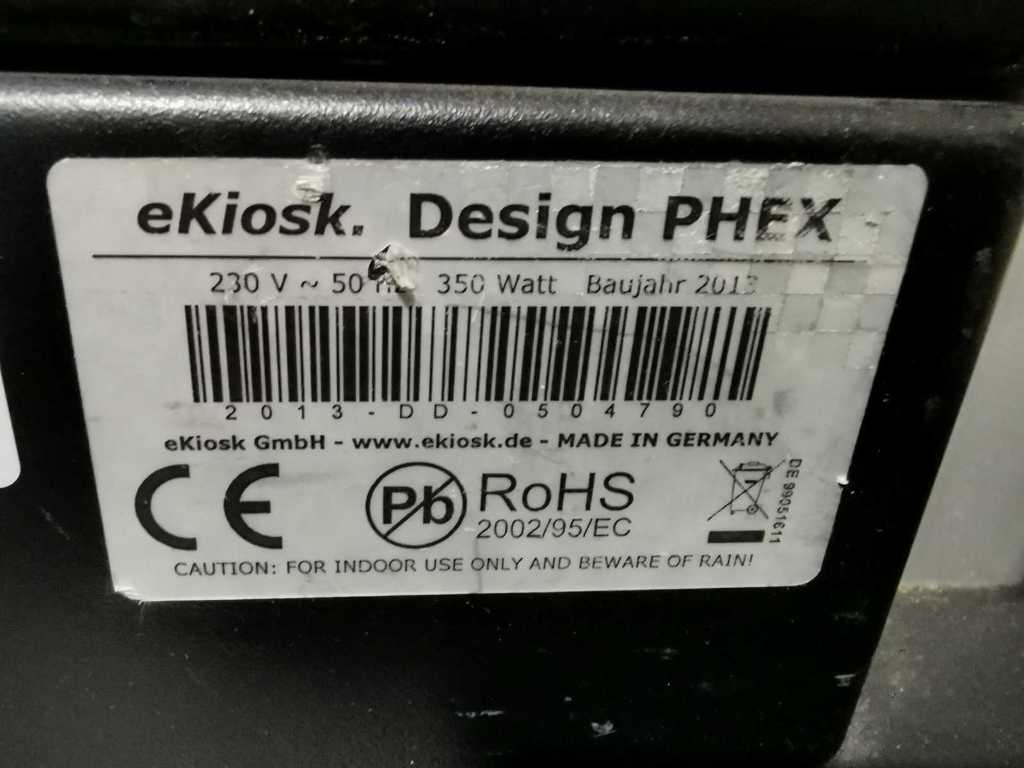 eKiosk. Design PHEX
230 V ~ 50 Hz 350 Watt Baujahr 2013
2013-DD-0504790
eKiosk GmbH - www.ekiosk.de - MADE IN GERMANY
CE
Pb RoHS
2002/95/EC
DE 99051611
CAUTION: FOR INDOOR USE ONLY AND BEWARE OF RAIN!